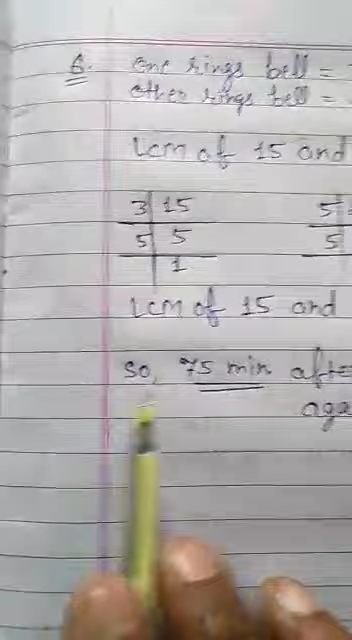 6. One rings bell =
other rings bell =
LCM of 15 and
3 15 5
5 5 5
1
LCM of 15 and
so, 75 min afte
aga